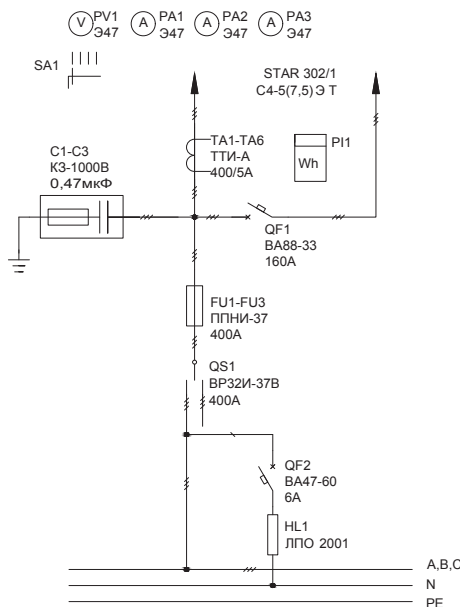 V
PV1
Э47
A
PA1
Э47
A
PA2
Э47
A
PA3
Э47
SA1
STAR 302/1
С4-5(7,5) Э Т
C1-C3
К3-1000В
0,47мкФ
TA1-TA6
ТТИ-А
400/5А
PI1
Wh
QF1
ВА88-33
160А
FU1-FU3
ППНИ-37
400А
QS1
ВР32И-37В
400А
QF2
ВА47-60
6А
HL1
ЛПО 2001
A,B,C
N
PE